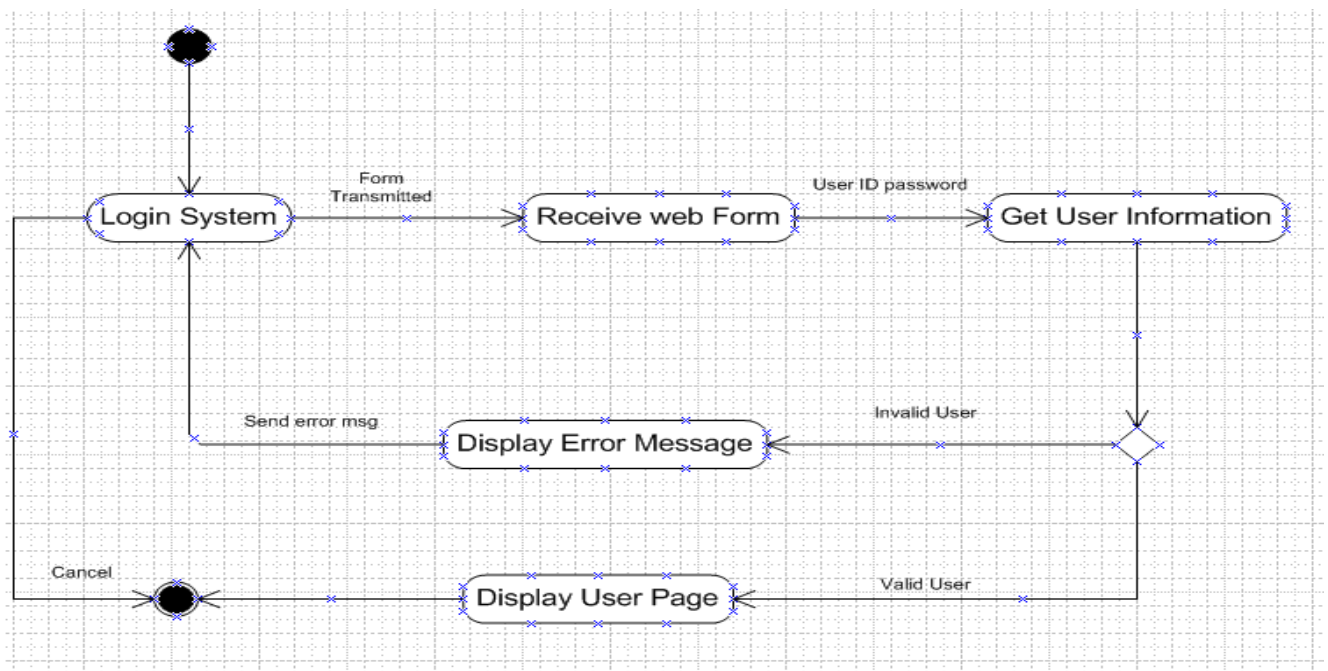 Form
Transmitted
User ID password
Login System
Receive web Form
Get User Information
Invalid User
Send error msg
Display Error Message
Cancel
Valid User
Display User Page